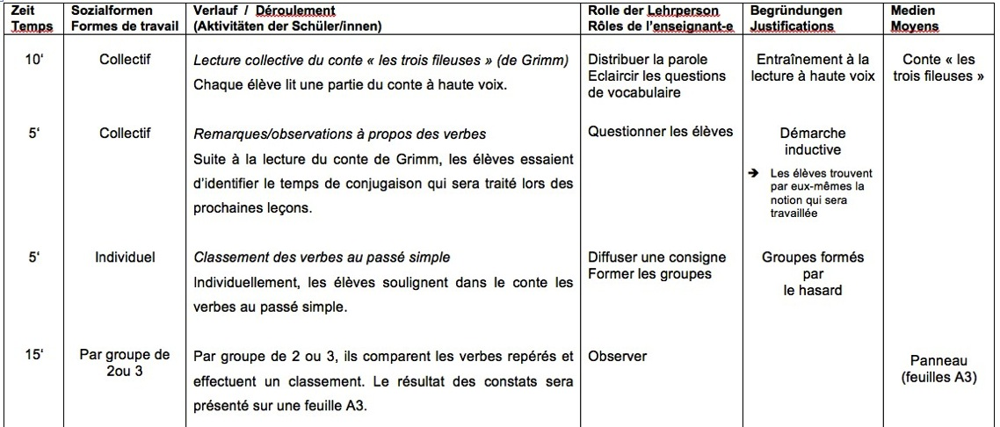 Zeit
Temps
Sozialformen
Formes de travail
Verlauf / Déroulement
(Aktivitäten der Schüler/innen)
Rolle der Lehrperson
Rôles de l'enseignant-e
Begründungen
Justifications
Medien
Moyens
10‘
Collectif
Lecture collective du conte « les trois fileuses » (de Grimm)
Chaque élève lit une partie du conte à haute voix.
Distribuer la parole
Eclaircir les questions
de vocabulaire
Entraînement à la
lecture à haute voix
Conte « les
trois fileuses »
5‘
Collectif
Remarques/observations à propos des verbes
Suite à la lecture du conte de Grimm, les élèves essaient
d'identifier le temps de conjugaison qui sera traité lors des
prochaines leçons.
Questionner les élèves
Démarche
inductive
➔ Les élèves trouvent
par eux-mêmes la
notion qui sera
travaillée
5‘
Individuel
Classement des verbes au passé simple
Individuellement, les élèves soulignent dans le conte les
verbes au passé simple.
Diffuser une consigne
Former les groupes
Groupes formés
par
le hasard
15‘
Par groupe de
2ou 3
Par groupe de 2 ou 3, ils comparent les verbes repérés et
effectuent un classement. Le résultat des constats sera
présenté sur une feuille A3.
Observer
Panneau
(feuilles A3)